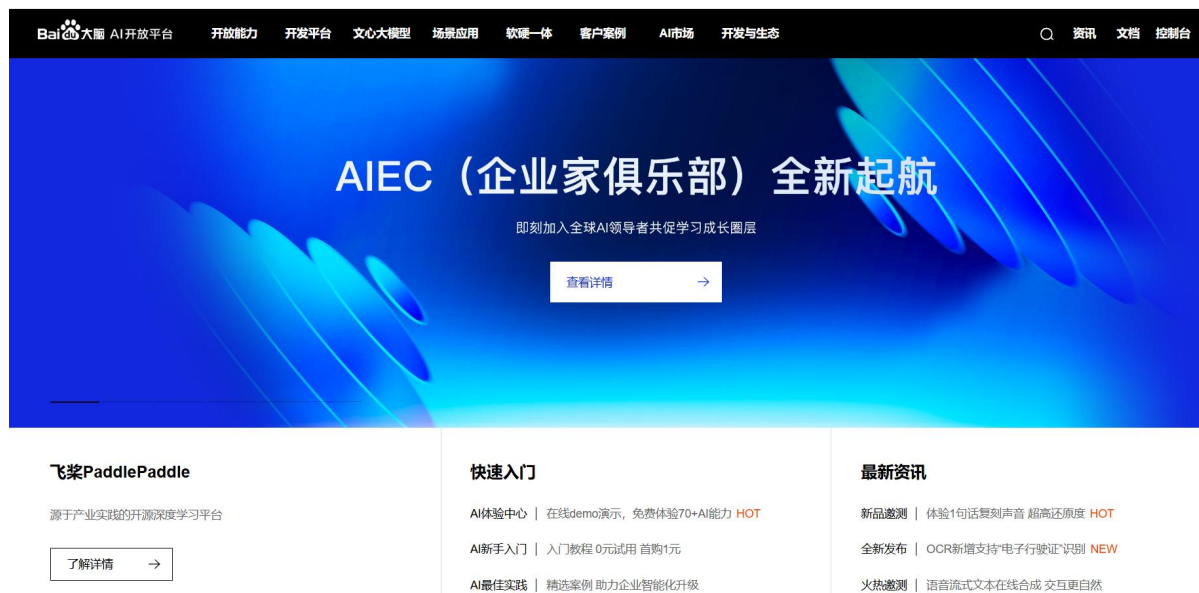 Bai du 大脑 AI开放平台 开放能力 开发平台 文心大模型 场景应用 软硬一体 客户案例 AI市场 开发与生态 资讯 文档 控制台
AIEC（企业家俱乐部）全新起航
即刻加入全球AI领导者共促学习成长圈层
查看详情
飞桨PaddlePaddle
源于产业实践的开源深度学习平台
了解详情
快速入门
AI体验中心 | 在线demo演示，免费体验70+AI能力 HOT
AI新手入门 | 入门教程 0元试用 首购1元
AI最佳实践 | 精选案例 助力企业智能化升级
最新资讯
新品邀测 | 体验1句话复刻声音 超高还原度 HOT
全新发布 | OCR新增支持“电子行驶证”识别 NEW
火热邀测 | 语音流式文本在线合成 交互更自然